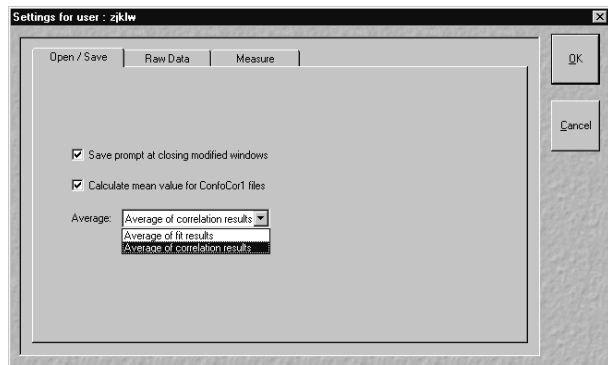 Settings for user : zjklw
Open / Save
Raw Data
Measure
OK
Cancel
Save prompt at closing modified windows
Calculate mean value for ConfoCor1 files
Average:
Average of correlation results
Average of fit results
Average of correlation results